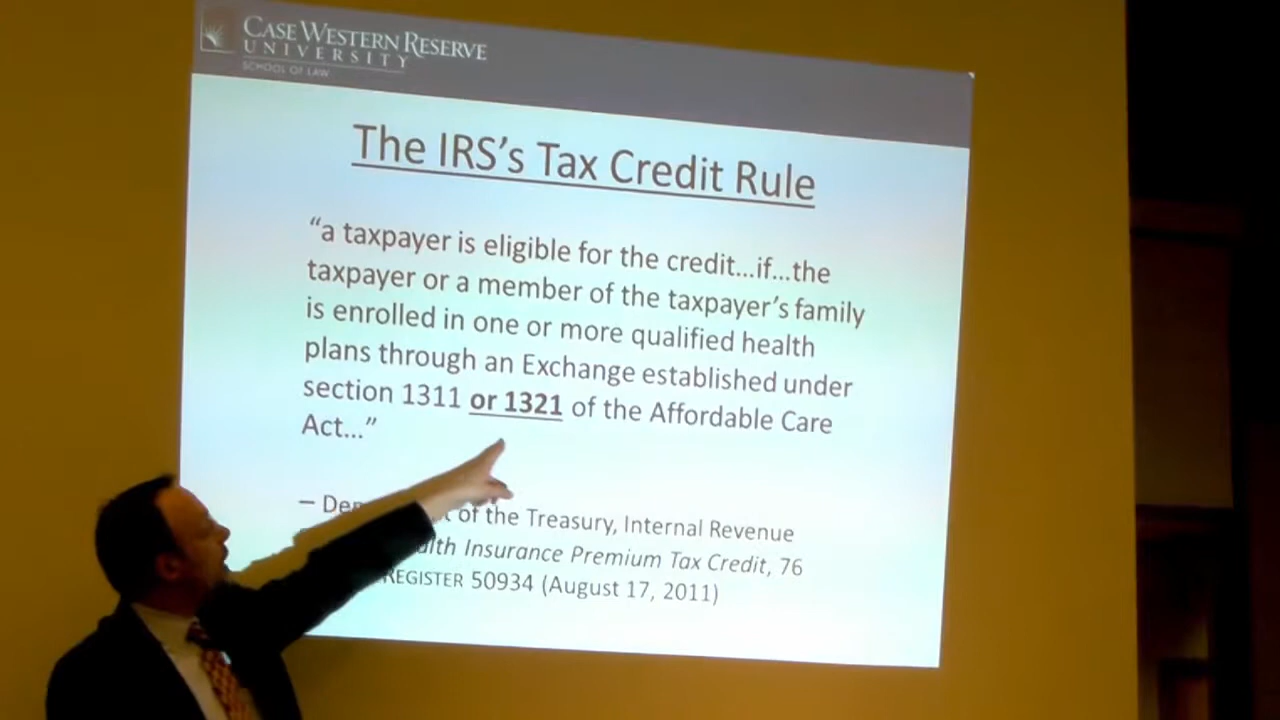 CASE WESTERN RESERVE
UNIVERSITY
SCHOOL OF LAW
The IRS's Tax Credit Rule
“a taxpayer is eligible for the credit...if...the
taxpayer or a member of the taxpayer's family
is enrolled in one or more qualified health
plans through an Exchange established under
section 1311 or 1321 of the Affordable Care
Act...”
– of the Treasury, Internal Revenue
Insurance Premium Tax Credit, 76
REGISTER 50934 (August 17, 2011)